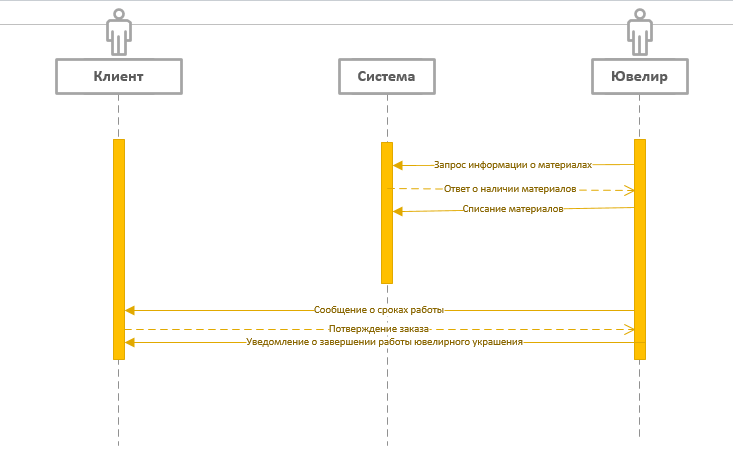 Клиент
Система
Ювелир
Запрос информации о материалах
Ответ о наличии материалов
Списание материалов
Сообщение о сроках работы
Потверждение заказа
Уведомление о завершении работы ювелирного украшения